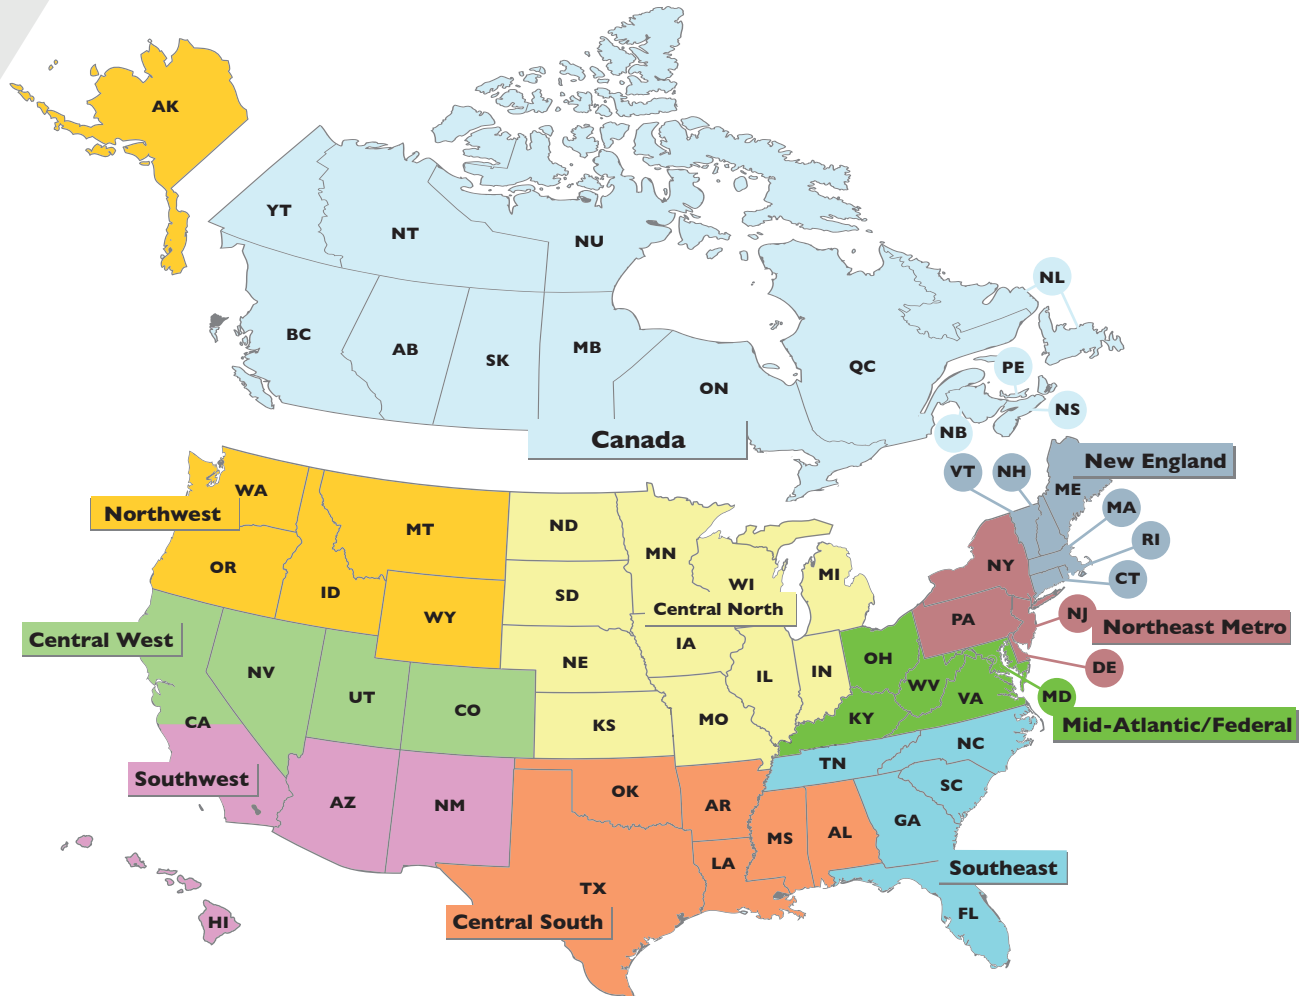 AK
YT
NT
NU
NL
BC
AB
SK
MB
ON
QC
PE
NS
NB
Canada
VT
NH
ME
New England
WA
Northwest
MT
ND
MN
MA
RI
OR
ID
WY
SD
WI
MI
NY
CT
Central North
Central West
NE
IA
PA
NJ
Northeast Metro
NV
UT
CO
KS
MO
IL
IN
OH
WV
VA
KY
DE
MD
Mid-Atlantic/Federal
CA
Southwest
AZ
NM
OK
AR
TN
NC
SC
GA
MS
AL
LA
TX
Southeast
FL
HI
Central South